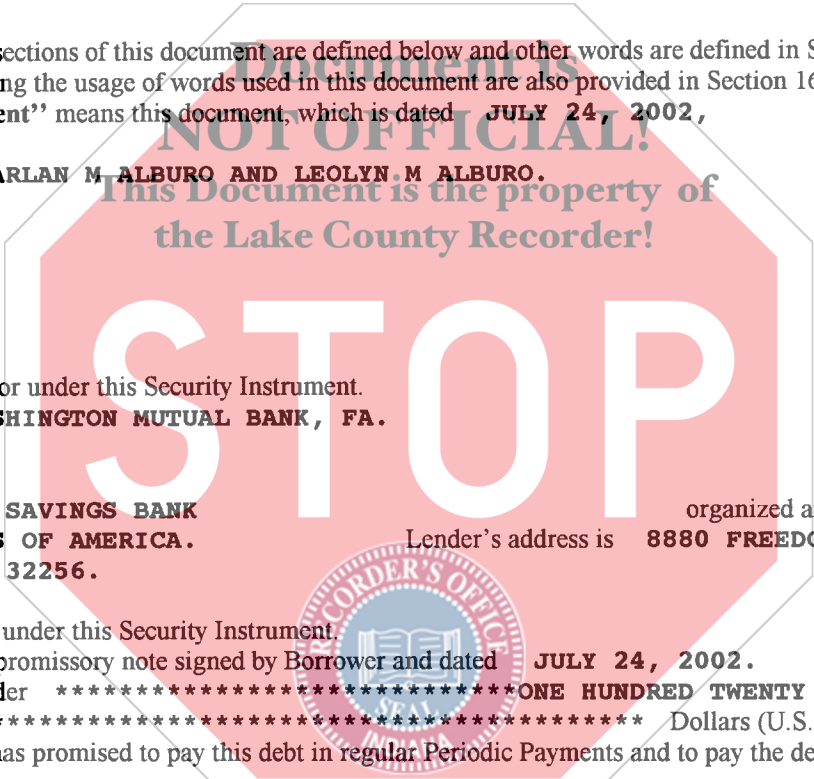 sections of this document are defined below and other words are defined in S
ng the usage of words used in this document are also provided in Section 16
Document is
ent” means this document, which is dated JULY 24, 2002,
NOT OFFICIAL!
ARLAN M ALBURO AND LEOLYN M ALBURO.
This Document is the property of
the Lake County Recorder!
STOP
or under this Security Instrument.
SHINGTON MUTUAL BANK, FA.
SAVINGS BANK organized a
S OF AMERICA. Lender’s address is 8880 FREEDO
32256.
RECORDER'S OFFICE
under this Security Instrument.
promissory note signed by Borrower and dated JULY 24, 2002.
der *****************************ONE HUNDRED TWENTY
***************************************** Dollars (U.S.
SEAL
has promised to pay this debt in regular Periodic Payments and to pay the de
INDIANA